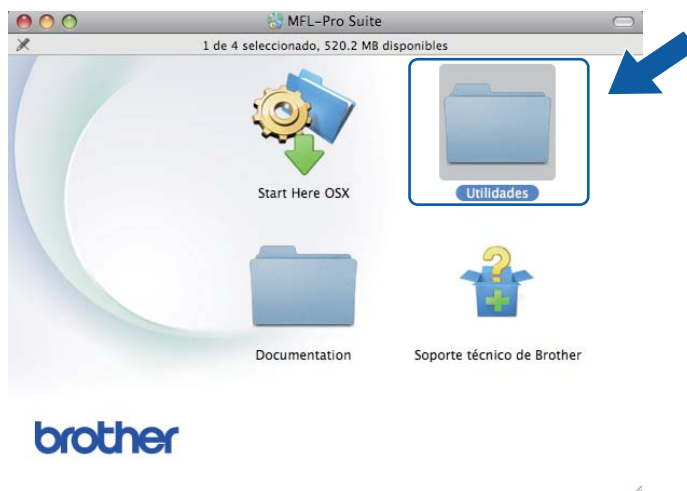 MFL-Pro Suite
1 de 4 seleccionado, 520.2 MB disponibles
Start Here OSX
Utilidades
Documentation
Soporte técnico de Brother
brother